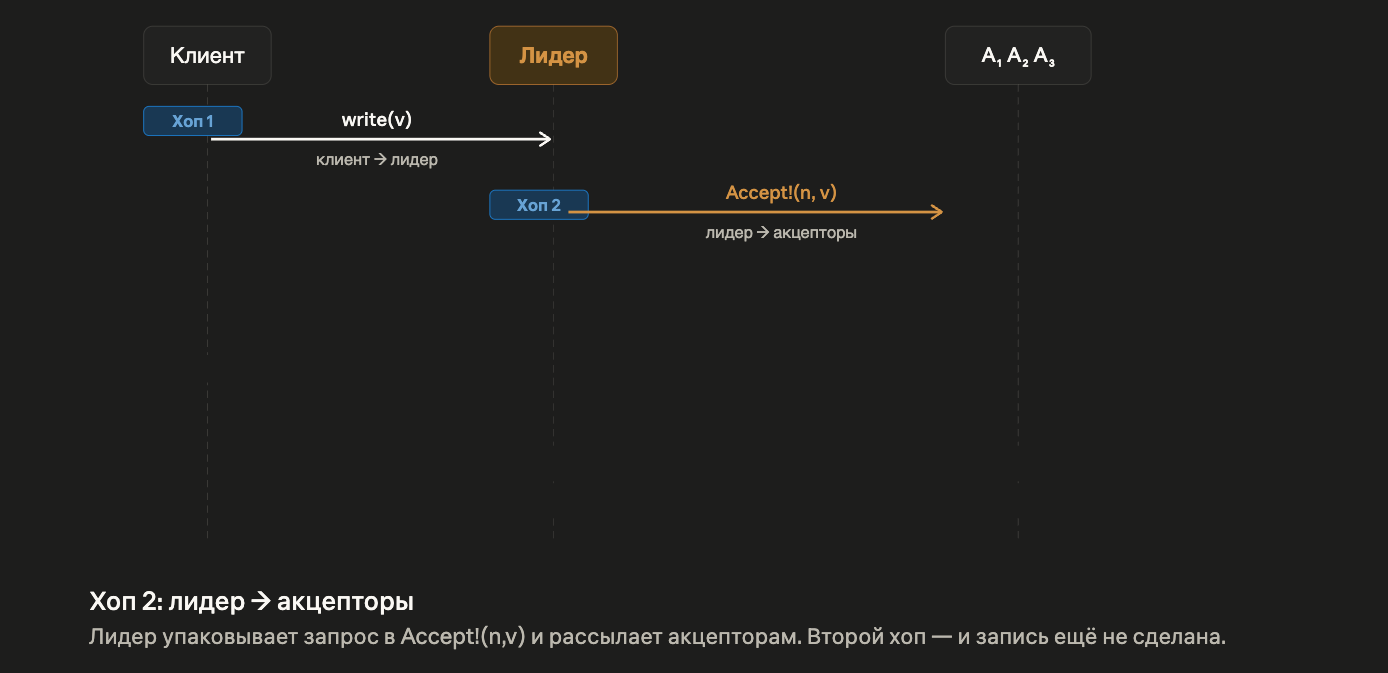 Клиент
Лидер
A₁ A₂ A₃
Хоп 1
write(v)
клиент → лидер
Хоп 2
Accept!(n, v)
лидер → акцепторы
Хоп 2: лидер → акцепторы
Лидер упаковывает запрос в Accept!(n,v) и рассылает акцепторам. Второй хоп — и запись ещё не сделана.